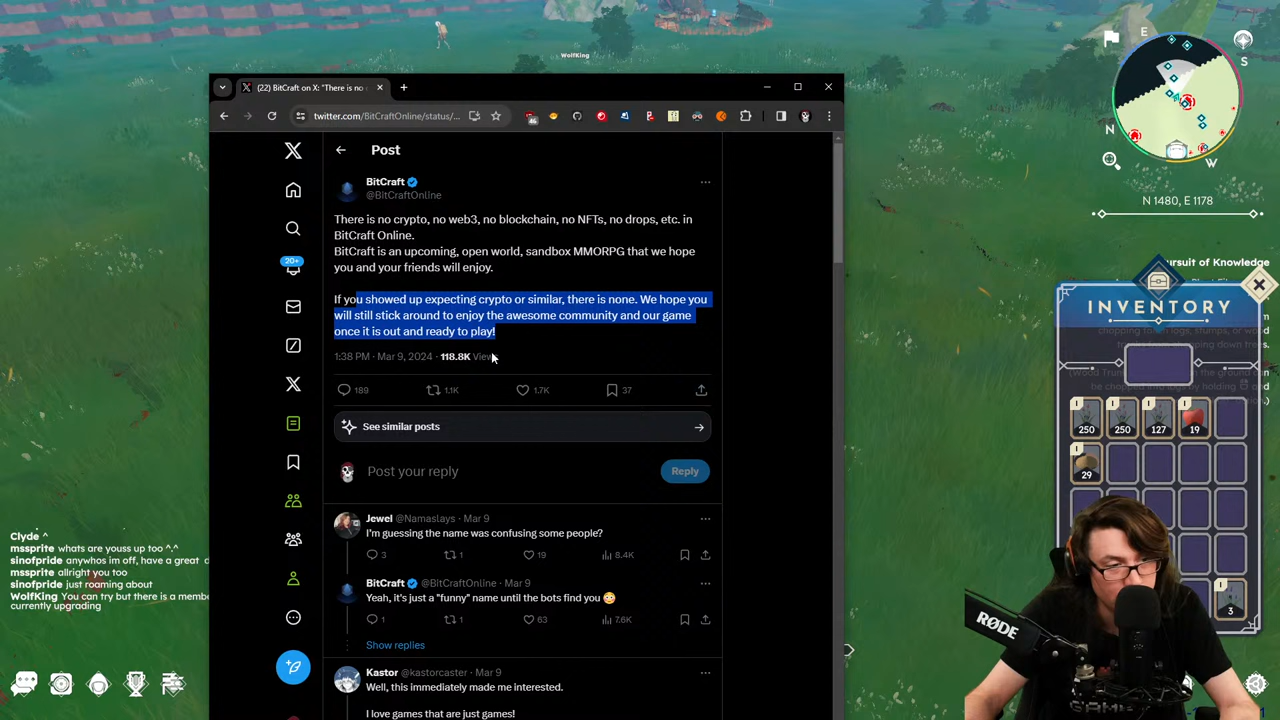 WolfKing
(22) BitCraft on X: "There is no
twitter.com/BitCraftOnline/status/...
46
Post
BitCraft
@BitCraftOnline
There is no crypto, no web3, no blockchain, no NFTs, no drops, etc. in
BitCraft Online.
BitCraft is an upcoming, open world, sandbox MMORPG that we hope
you and your friends will enjoy.
If you showed up expecting crypto or similar, there is none. We hope you
will still stick around to enjoy the awesome community and our game
once it is out and ready to play!
1:38 PM · Mar 9, 2024 · 118.8K Views
189 1.1K 1.7K 37
See similar posts
Post your reply
Reply
Jewel @Namaslays · Mar 9
I'm guessing the name was confusing some people?
3 1 19 8.4K
BitCraft @BitCraftOnline · Mar 9
Yeah, it's just a "funny" name until the bots find you
1 1 63 7.6K
Show replies
Kastor @kastorcaster · Mar 9
Well, this immediately made me interested.
I love games that are just games!
20+
E
S
N
W
N 1480, E 1178
ursuit of Knowledge
INVENTORY
chopping logs, stumps, or wood
I I I I
250 250 127 19
I
29
I
3
Clyde ^
mssprite whats are youss up too ^.^
sinofpride anywhos im off, have a great d
mssprite allright you too
sinofpride just roaming about
WolfKing You can try but there is a memb
currently upgrading
RØDE